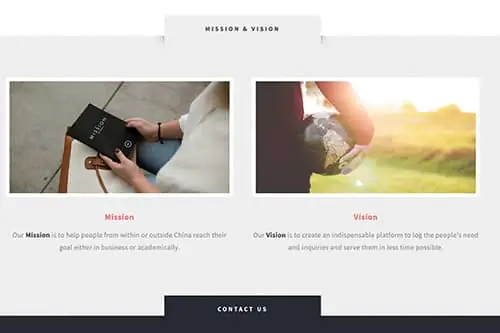 MISSION & VISION
MISSION
Mission
Our Mission is to help people from within or outside China reach their
goal either in business or academically.
Vision
Our Vision is to create an indispensable platform to log the people's need
and inquiries and serve them in less time possible.
CONTACT US